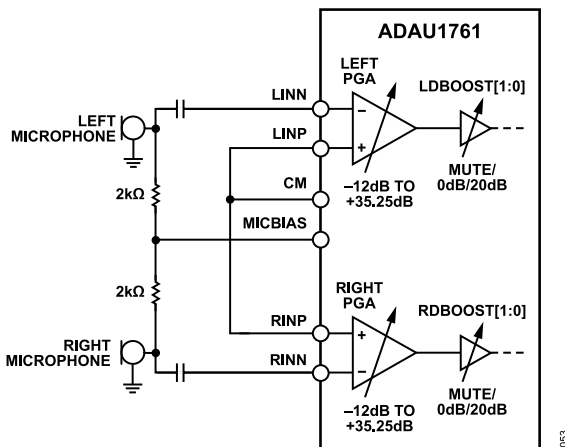 ADAU1761
LEFT
PGA
LDBOOST[1:0]
LINN
LEFT
MICROPHONE
LINP
CM
–12dB TO
+35.25dB
MUTE/
0dB/20dB
2kΩ
MICBIAS
2kΩ
RIGHT
PGA
RDBOOST[1:0]
RINP
RIGHT
MICROPHONE
RINN
–12dB TO
+35.25dB
MUTE/
0dB/20dB
053